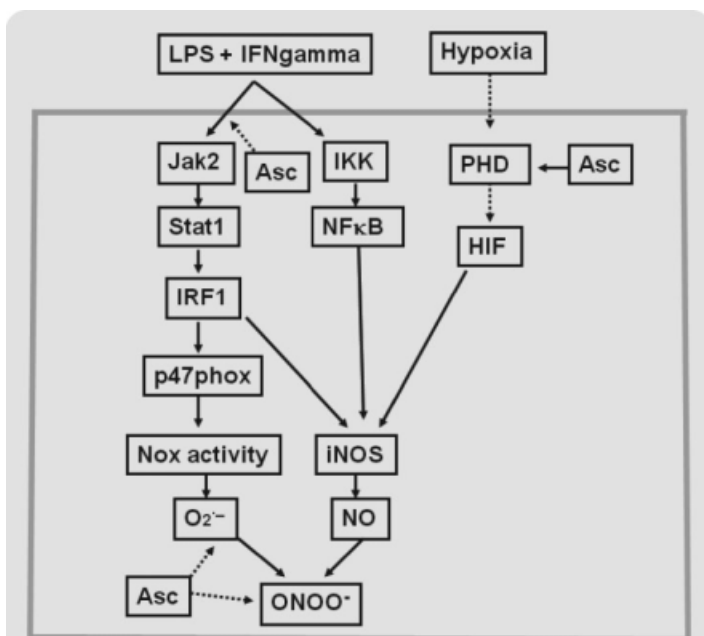 LPS + IFNgamma
Hypoxia
Jak2
Asc
IKK
PHD
Asc
Stat1
NFκB
HIF
IRF1
p47phox
Nox activity
iNOS
O₂·−
NO
Asc
ONOO⁻